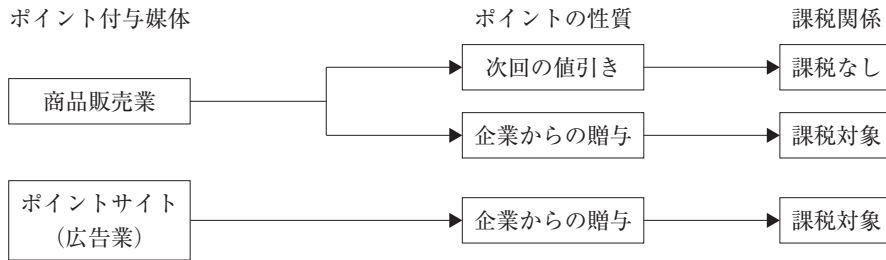 ポイント付与媒体
ポイントの性質
課税関係
商品販売業
次回の値引き
課税なし
企業からの贈与
課税対象
ポイントサイト
（広告業）
企業からの贈与
課税対象